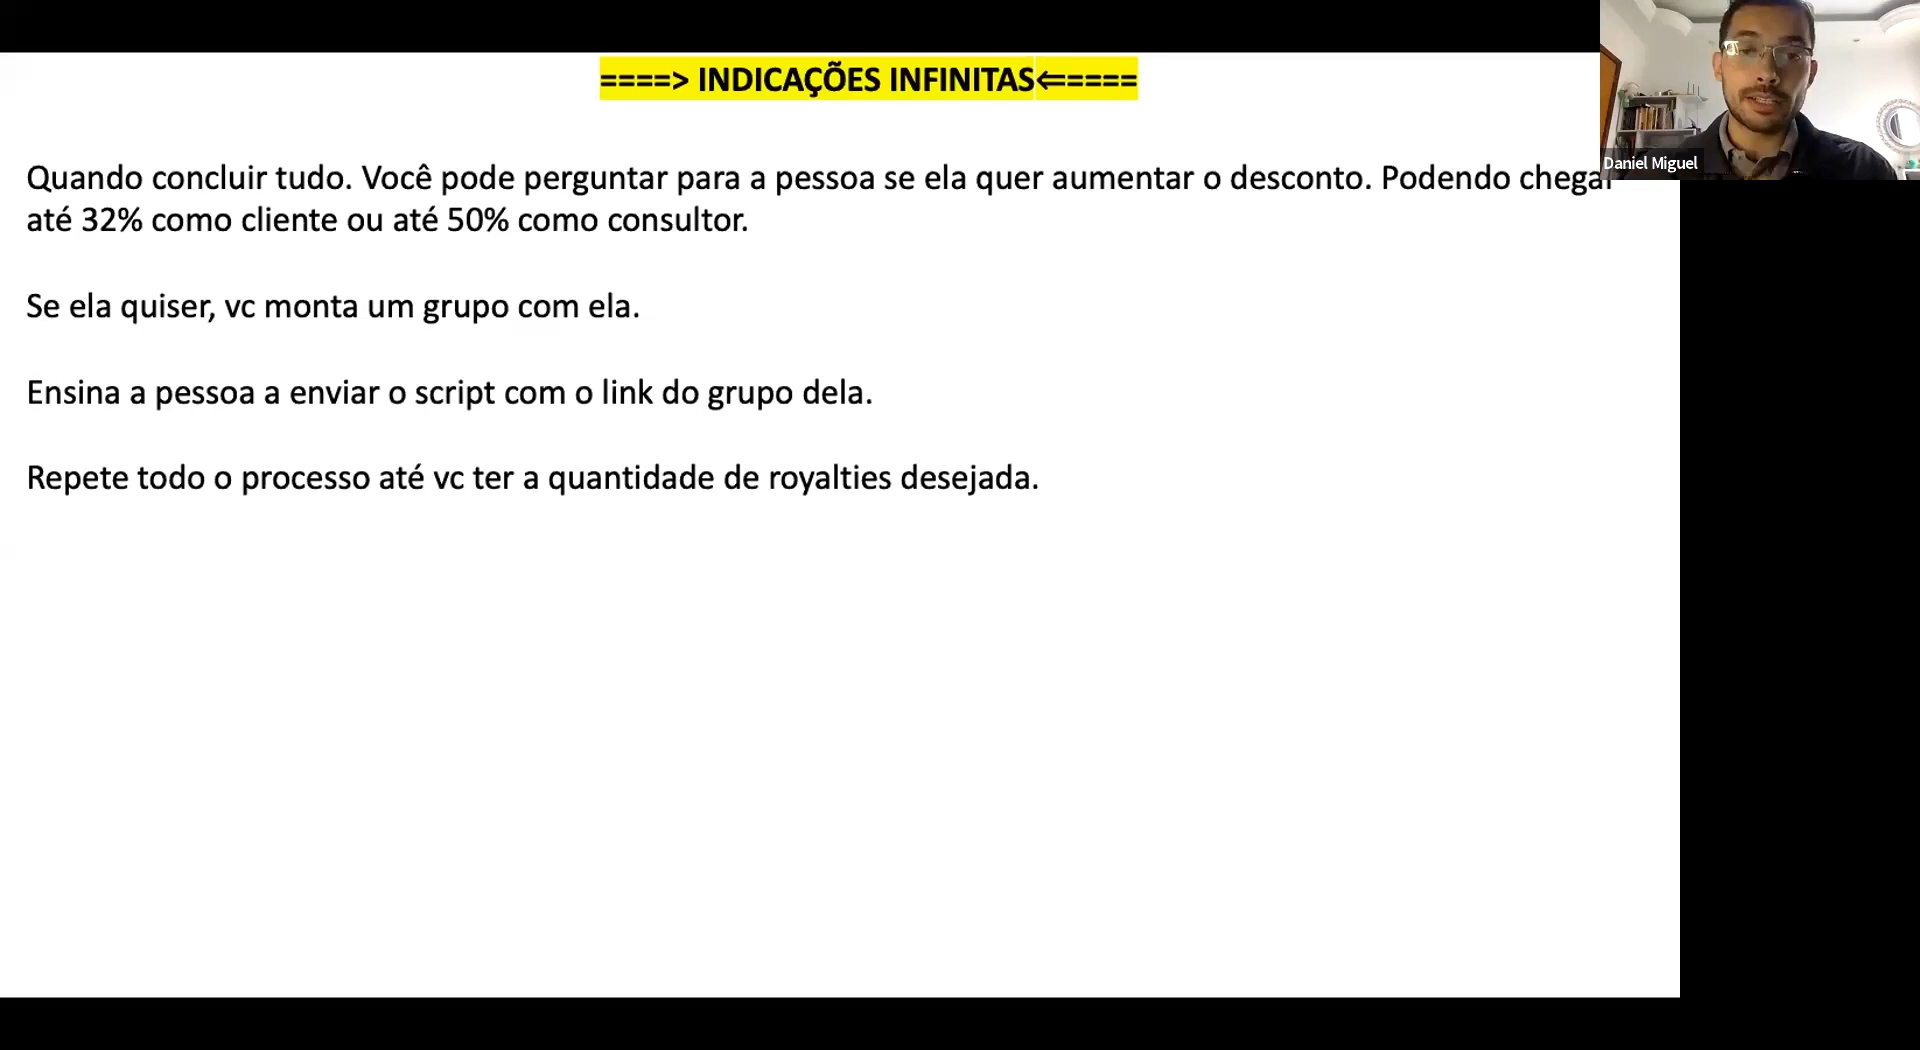 ====> INDICAÇÕES INFINITAS⇐====
Daniel Miguel
Quando concluir tudo. Você pode perguntar para a pessoa se ela quer aumentar o desconto. Podendo chegar
até 32% como cliente ou até 50% como consultor.
Se ela quiser, vc monta um grupo com ela.
Ensina a pessoa a enviar o script com o link do grupo dela.
Repete todo o processo até vc ter a quantidade de royalties desejada.